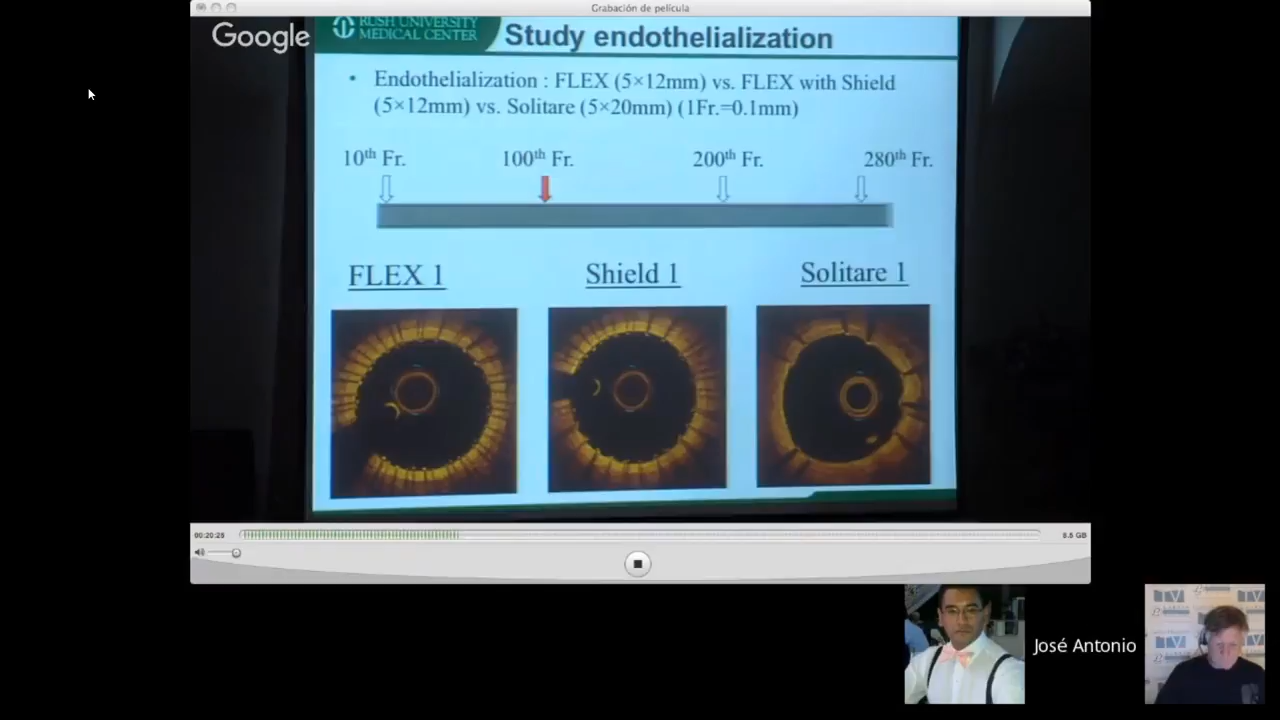 Grabación de película
Google
RUSH UNIVERSITY
MEDICAL CENTER
Study endothelialization
• Endothelialization : FLEX (5×12mm) vs. FLEX with Shield
(5×12mm) vs. Solitare (5×20mm) (1Fr.=0.1mm)
10th Fr. 100th Fr. 200th Fr. 280th Fr.
FLEX 1 Shield 1 Solitare 1
00:20:28 8.5 GB
José Antonio
TV